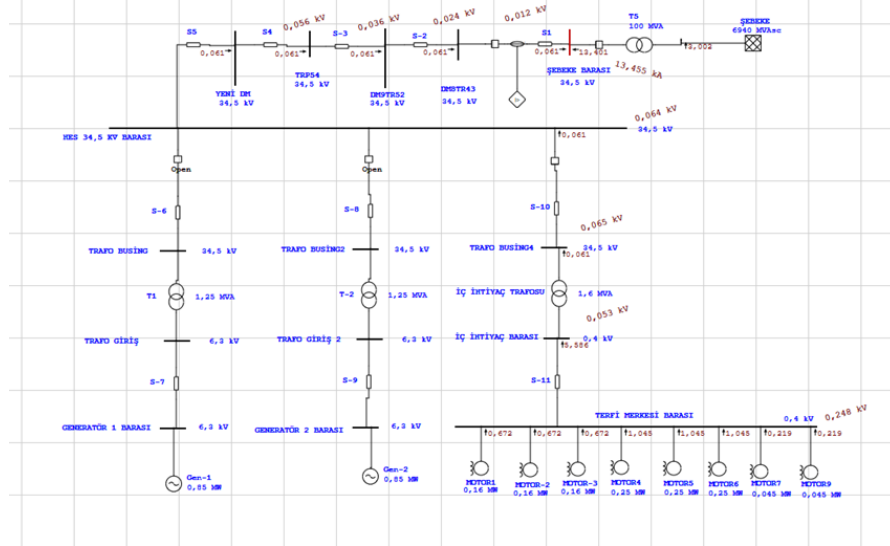 S5
S4
0,056 kV
S-3
0,036 kV
S-2
0,024 kV
0,012 kV
S1
T5
100 MVA
ŞEBEKE
6940 MVAsc
0,061
0,061
0,061
0,061
13,401
13,455 kA
YENİ DM
34,5 kV
TRP54
34,5 kV
DM9TR52
34,5 kV
DM8TR43
34,5 kV
ŞEBEKE BARASI
34,5 kV
0,064 kV
HES 34,5 KV BARASI
34,5 kV
0,061
Open
Open
S-6
S-8
S-10
0,065 kV
TRAFO BUSİNG
34,5 kV
TRAFO BUSİNG2
34,5 kV
TRAFO BUSİNG4
34,5 kV
0,061
T1
1,25 MVA
T-2
1,25 MVA
İÇ İHTİYAÇ TRAFOSU
1,6 MVA
0,053 kV
TRAFO GİRİŞ
6,3 kV
TRAFO GİRİŞ 2
6,3 kV
İÇ İHTİYAÇ BARASI
0,4 kV
5,586
S-7
S-9
S-11
TERFİ MERKESİ BARASI
0,4 kV
0,248 kV
GENERATÖR 1 BARASI
6,3 kV
GENERATÖR 2 BARASI
6,3 kV
0,672
0,672
0,672
1,045
1,045
1,045
0,219
0,219
Gen-1
0,85 MW
Gen-2
0,85 MW
MOTOR1
0,16 MW
MOTOR-2
0,16 MW
MOTOR-3
0,16 MW
MOTOR4
0,25 MW
MOTOR5
0,25 MW
MOTOR6
0,25 MW
MOTOR7
0,045 MW
MOTOR9
0,045 MW